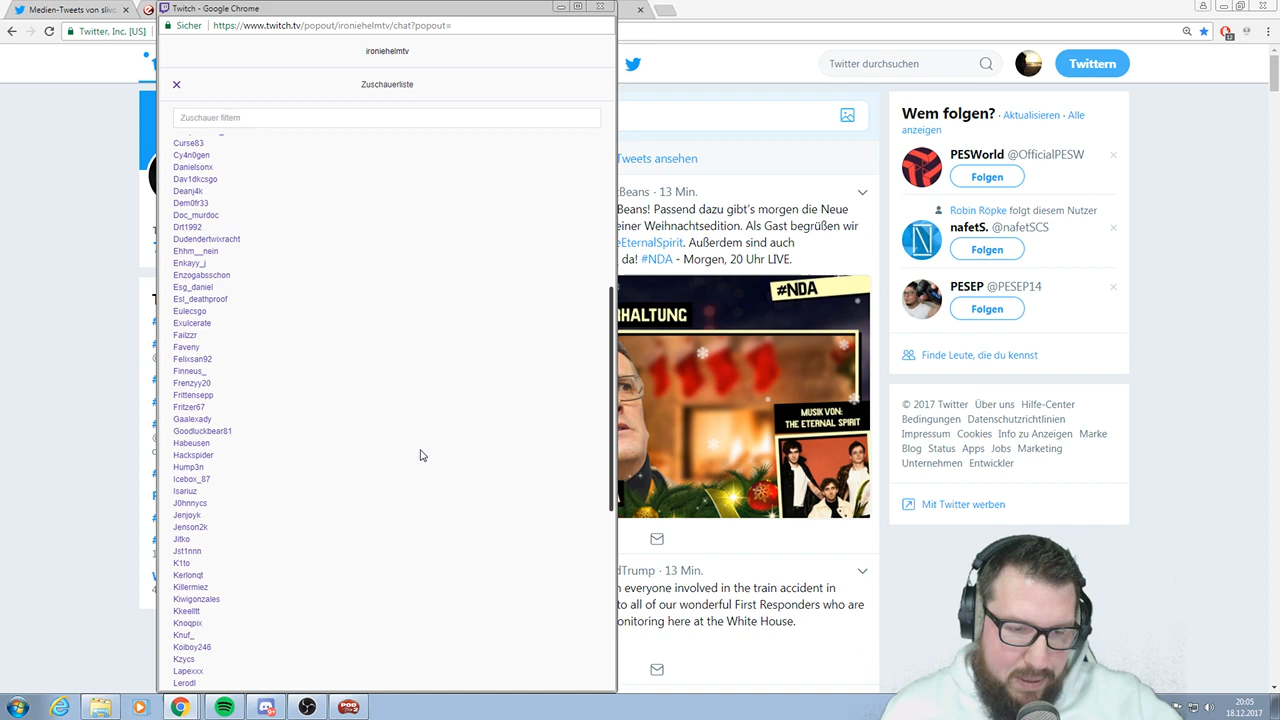 Medien-Tweets von slivo
Twitch - Google Chrome
Twitter, Inc. [US]
Sicher https://www.twitch.tv/popout/ironiehelmtv/chat?popout=
ironiehelmtv
Zuschauerliste
Zuschauer filtern
Curse83
Cy4n0gen
Danielsonx
Dav1dkcsgo
Deanj4k
Dem0fr33
Doc_murdoc
Drt1992
Dudendertwixracht
Ehhm__nein
Enkayy_j
Enzogabsschon
Esg_daniel
Esl_deathproof
Eulecsgo
Exulcerate
Failzzr
Faveny
Felixsan92
Finneus_
Frenzyy20
Frittensepp
Fritzer67
Gaalexady
Goodluckbear81
Habeusen
Hackspider
Hump3n
Icebox_87
Isariuz
J0hnnycs
Jenjoyk
Jenson2k
Jitko
Jst1nnn
K1to
Kerlonqt
Killermiez
Kiwigonzales
Kkeelltt
Knoqpix
Knuf_
Koiboy246
Kzycs
Lapexxx
Lerodl
Twitter durchsuchen
Twittern
Tweets ansehen
Beans · 13 Min.
Beans! Passend dazu gibt's morgen die Neue
einer Weihnachtsedition. Als Gast begrüßen wir
eEternalSpirit. Außerdem sind auch
da! #NDA - Morgen, 20 Uhr LIVE.
#NDA
HALTUNG
MUSIK VON:
THE ETERNAL SPIRIT
dTrump · 13 Min.
everyone involved in the train accident in
to all of our wonderful First Responders who are
onitoring here at the White House.
Wem folgen? · Aktualisieren · Alle
anzeigen
PESWorld @OfficialPESW
Folgen
Robin Röpke folgt diesem Nutzer
nafetS. @nafetSCS
Folgen
PESEP @PESEP14
Folgen
Finde Leute, die du kennst
© 2017 Twitter Über uns Hilfe-Center
Bedingungen Datenschutzrichtlinien
Impressum Cookies Info zu Anzeigen Marke
Blog Status Apps Jobs Marketing
Unternehmen Entwickler
Mit Twitter werben
20:05
18.12.2017